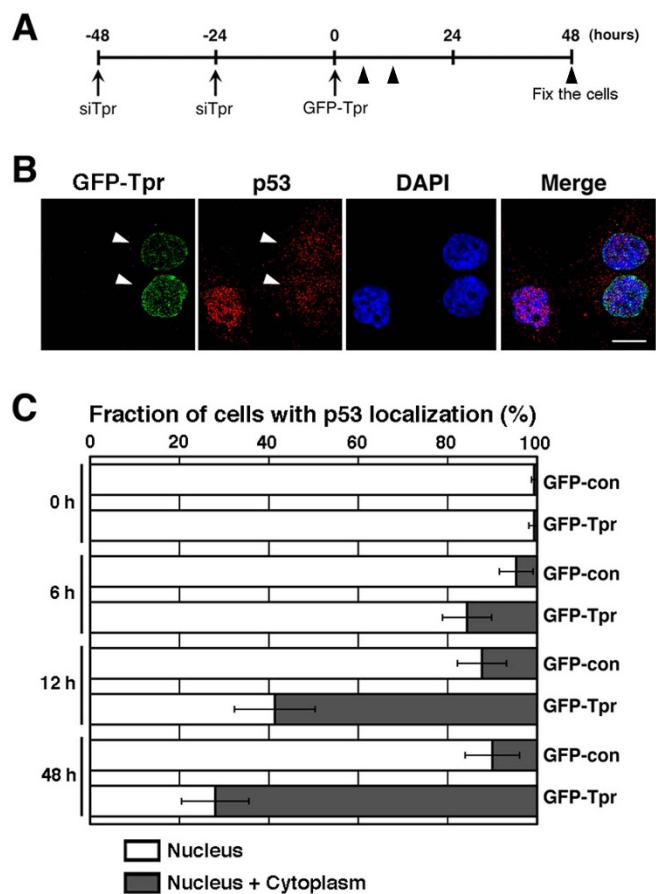 A
-48 -24 0 24 48 (hours)
siTpr siTpr GFP-Tpr Fix the cells
B
GFP-Tpr p53 DAPI Merge
C
Fraction of cells with p53 localization (%)
0 20 40 60 80 100
0 h
GFP-con
GFP-Tpr
6 h
GFP-con
GFP-Tpr
12 h
GFP-con
GFP-Tpr
48 h
GFP-con
GFP-Tpr
Nucleus
Nucleus + Cytoplasm